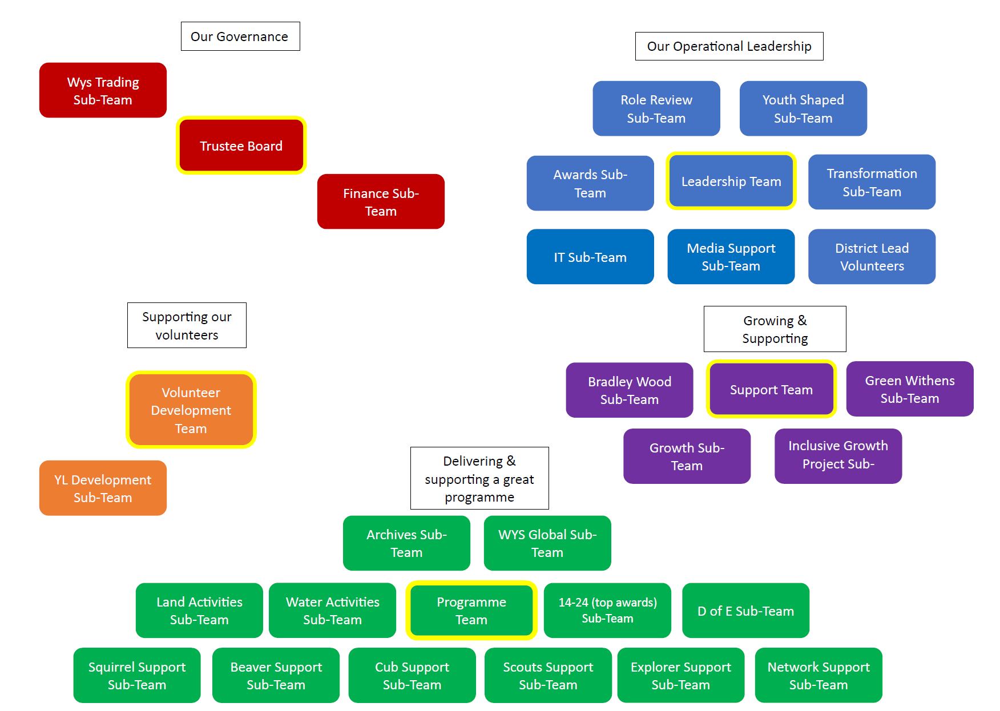 Our Governance
Wys Trading
Sub-Team
Trustee Board
Finance Sub-
Team
Our Operational Leadership
Role Review
Sub-Team
Youth Shaped
Sub-Team
Awards Sub-
Team
Leadership Team
Transformation
Sub-Team
IT Sub-Team
Media Support
Sub-Team
District Lead
Volunteers
Supporting our
volunteers
Volunteer
Development
Team
YL Development
Sub-Team
Growing &
Supporting
Bradley Wood
Sub-Team
Support Team
Green Withens
Sub-Team
Growth Sub-
Team
Inclusive Growth
Project Sub-
Delivering &
supporting a great
programme
Archives Sub-
Team
WYS Global Sub-
Team
Land Activities
Sub-Team
Water Activities
Sub-Team
Programme
Team
14-24 (top awards)
Sub-Team
D of E Sub-Team
Squirrel Support
Sub-Team
Beaver Support
Sub-Team
Cub Support
Sub-Team
Scouts Support
Sub-Team
Explorer Support
Sub-Team
Network Support
Sub-Team